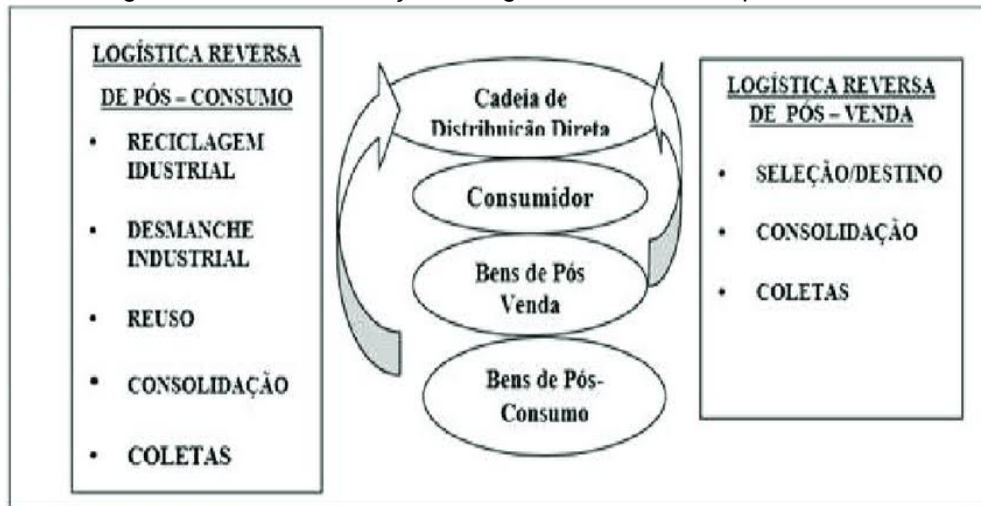 LOGÍSTICA REVERSA
DE PÓS – CONSUMO
• RECICLAGEM
IDUSTRIAL
• DESMANCHE
INDUSTRIAL
• REUSO
• CONSOLIDAÇÃO
• COLETAS
Cadeia de
Distribuição Direta
Consumidor
Bens de Pós
Venda
Bens de Pós-
Consumo
LOGÍSTICA REVERSA
DE PÓS – VENDA
• SELEÇÃO/DESTINO
• CONSOLIDAÇÃO
• COLETAS